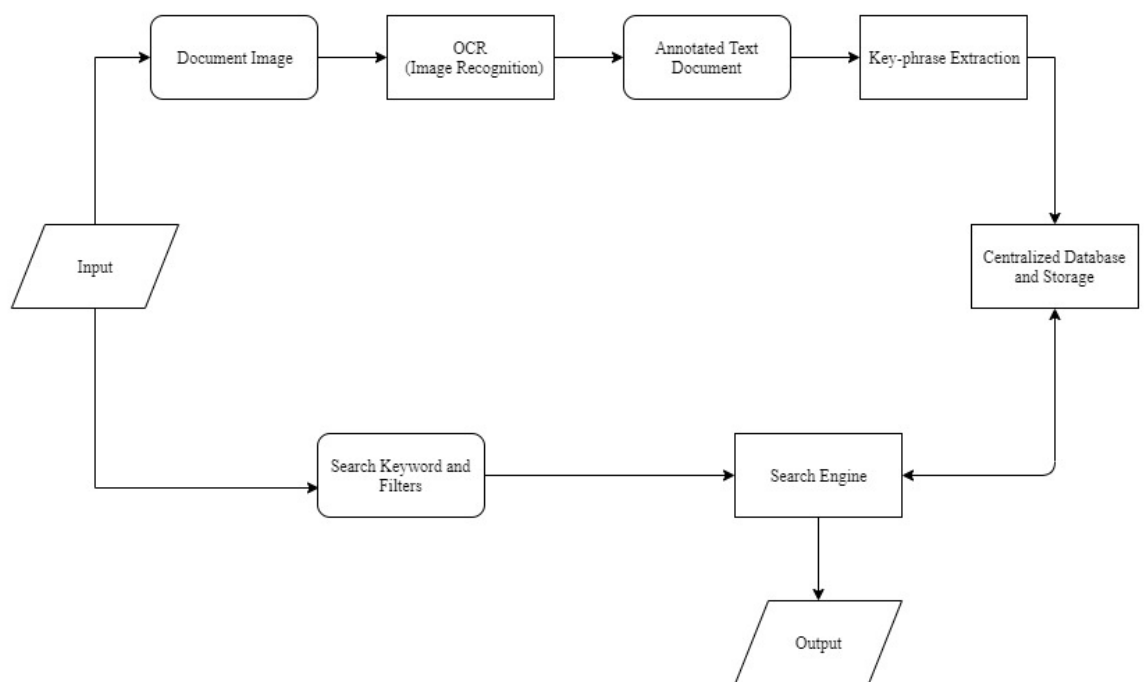 Document Image
OCR
(Image Recognition)
Annotated Text
Document
Key-phrase Extraction
Input
Centralized Database
and Storage
Search Keyword and
Filters
Search Engine
Output